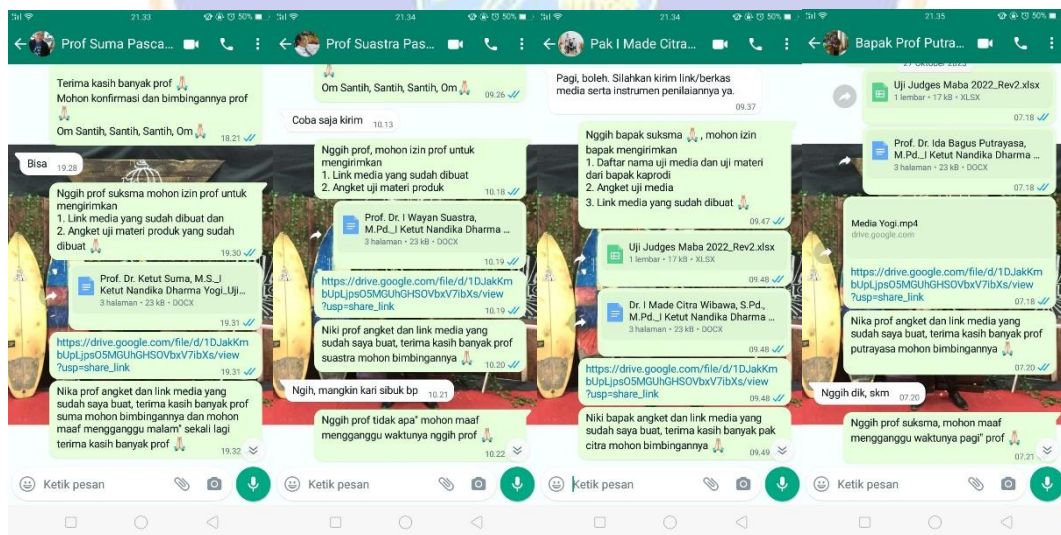 21.33
50%
Prof Suma Pasca...
Terima kasih banyak prof
Mohon konfirmasi dan bimbingannya prof
Om Santih, Santih, Santih, Om
18.21
Bisa 19.28
Nggih prof suksma mohon izin prof untuk
mengirimkan
1. Link media yang sudah dibuat dan
2. Angket uji materi produk yang sudah
dibuat
19.30
Prof. Dr. Ketut Suma, M.S._I
Ketut Nandika Dharma Yogi_Uji...
3 halaman • 23 kB • DOCX
19.31
https://drive.google.com/file/d/1DJakKm
bUpLjpsO5MGUhGHSOVbxV7ibXs/view
?usp=share_link
19.31
Nika prof angket dan link media yang
sudah saya buat, terima kasih banyak prof
suma mohon bimbingannya dan mohon
maaf mengganggu malam" sekali lagi
terima kasih banyak prof
19.32
Ketik pesan
21.34
50%
Prof Suastra Pas...
Om Santih, Santih, Santih, Om
09.26
Coba saja kirim 10.13
Nggih prof, mohon izin prof untuk
mengirimkan
1. Link media yang sudah dibuat
2. Angket uji materi produk
10.18
Prof. Dr. I Wayan Suastra,
M.Pd._I Ketut Nandika Dharma ...
3 halaman • 23 kB • DOCX
10.19
https://drive.google.com/file/d/1DJakKm
bUpLjpsO5MGUhGHSOVbxV7ibXs/view
?usp=share_link
10.19
Niki prof angket dan link media yang
sudah saya buat, terima kasih banyak prof
suastra mohon bimbingannya
10.20
Ngih, mangkin kari sibuk bp 10.21
Nggih prof tidak apa" mohon maaf
mengganggu waktunya nggih prof
10.22
Ketik pesan
21.34
50%
Pak I Made Citra...
Pagi, boleh. Silahkan kirim link/berkas
media serta instrumen penilaiannya ya.
09.37
Nggih bapak suksma , mohon izin
bapak mengirimkan
1. Daftar nama uji media dan uji materi
dari bapak kaprodi
2. Angket uji media
3. Link media yang sudah dibuat
09.47
Uji Judges Maba 2022_Rev2.xlsx
1 lembar • 17 kB • XLSX
09.48
Dr. I Made Citra Wibawa, S.Pd.,
M.Pd._I Ketut Nandika Dharma ...
3 halaman • 23 kB • DOCX
09.48
https://drive.google.com/file/d/1DJakKm
bUpLjpsO5MGUhGHSOVbxV7ibXs/view
?usp=share_link
09.48
Niki bapak angket dan link media yang
sudah saya buat, terima kasih banyak pak
citra mohon bimbingannya
09.49
Ketik pesan
21.35
50%
Bapak Prof Putra...
27 Oktober 2023
Uji Judges Maba 2022_Rev2.xlsx
1 lembar • 17 kB • XLSX
07.18
Prof. Dr. Ida Bagus Putrayasa,
M.Pd._I Ketut Nandika Dharma ...
3 halaman • 23 kB • DOCX
07.18
Media Yogi.mp4
drive.google.com
https://drive.google.com/file/d/1DJakKm
bUpLjpsO5MGUhGHSOVbxV7ibXs/view
?usp=share_link
07.18
Nika prof angket dan link media yang
sudah saya buat, terima kasih banyak prof
putrayasa mohon bimbingannya
07.20
Nggih dik, skm 07.20
Nggih prof suksma, mohon maaf
mengganggu waktunya pagi" prof
07.21
Ketik pesan